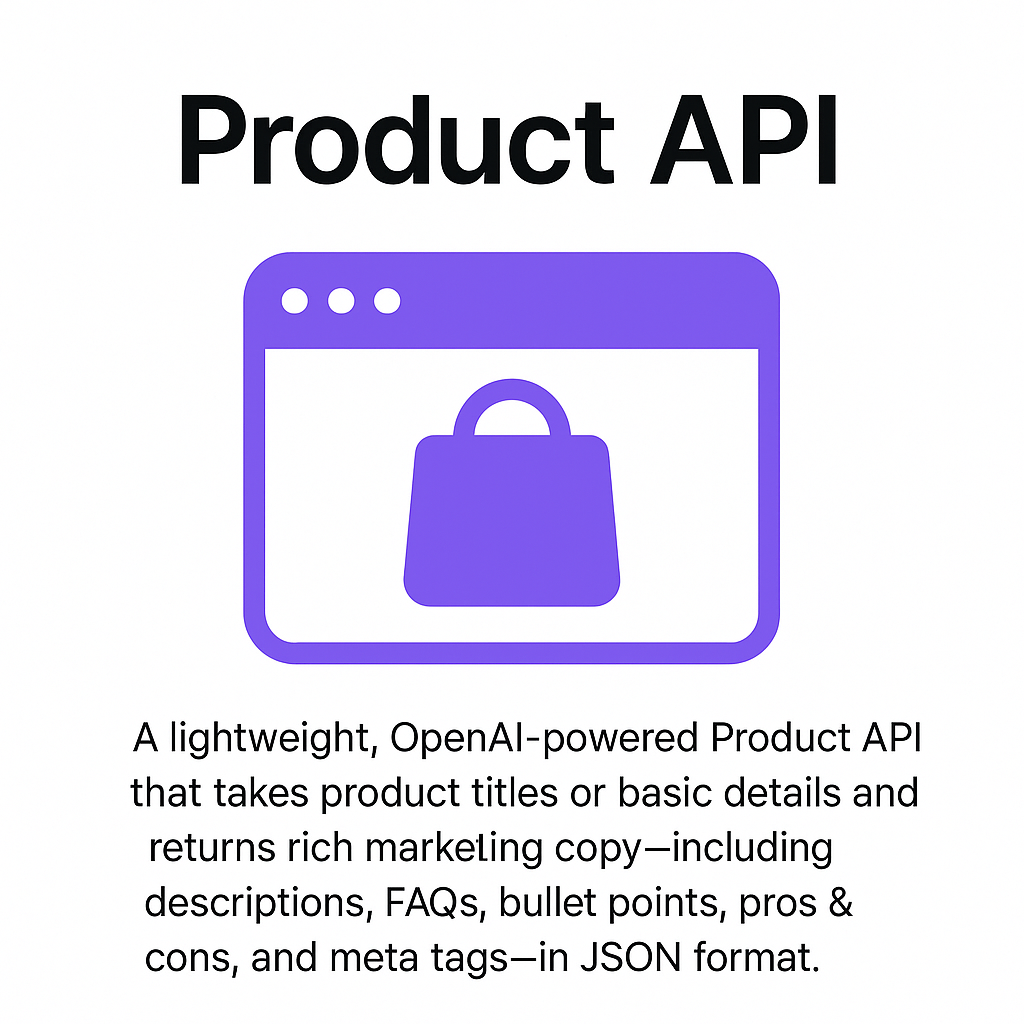 Product API
A lightweight, OpenAI-powered Product API
that takes product titles or basic details and
returns rich marketing copy—including
descriptions, FAQs, bullet points, pros &
cons, and meta tags—in JSON format.